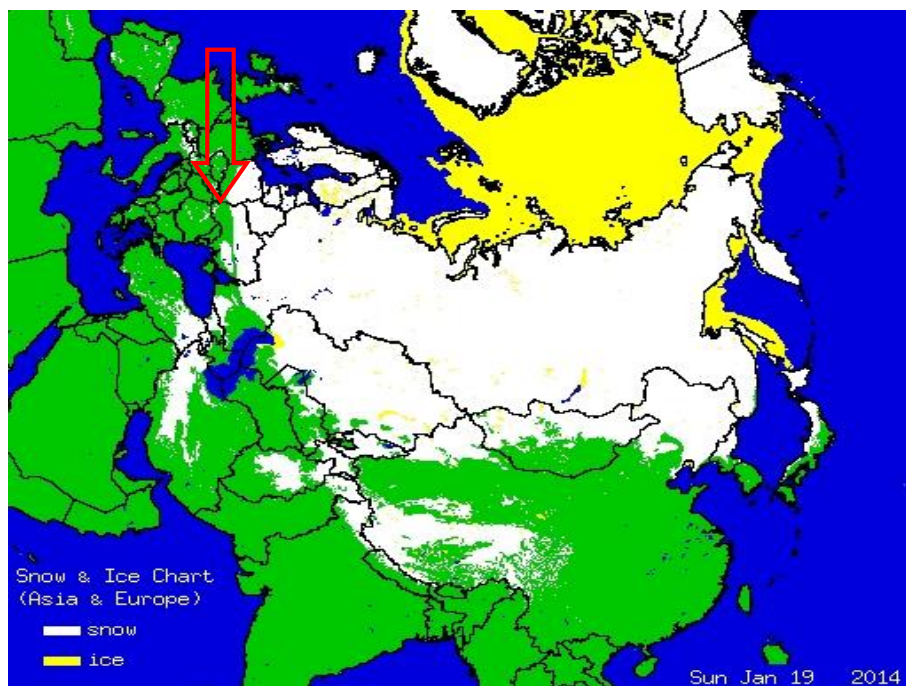 Snow & Ice Chart
(Asia & Europe)
snow
ice
Sun Jan 19 2014